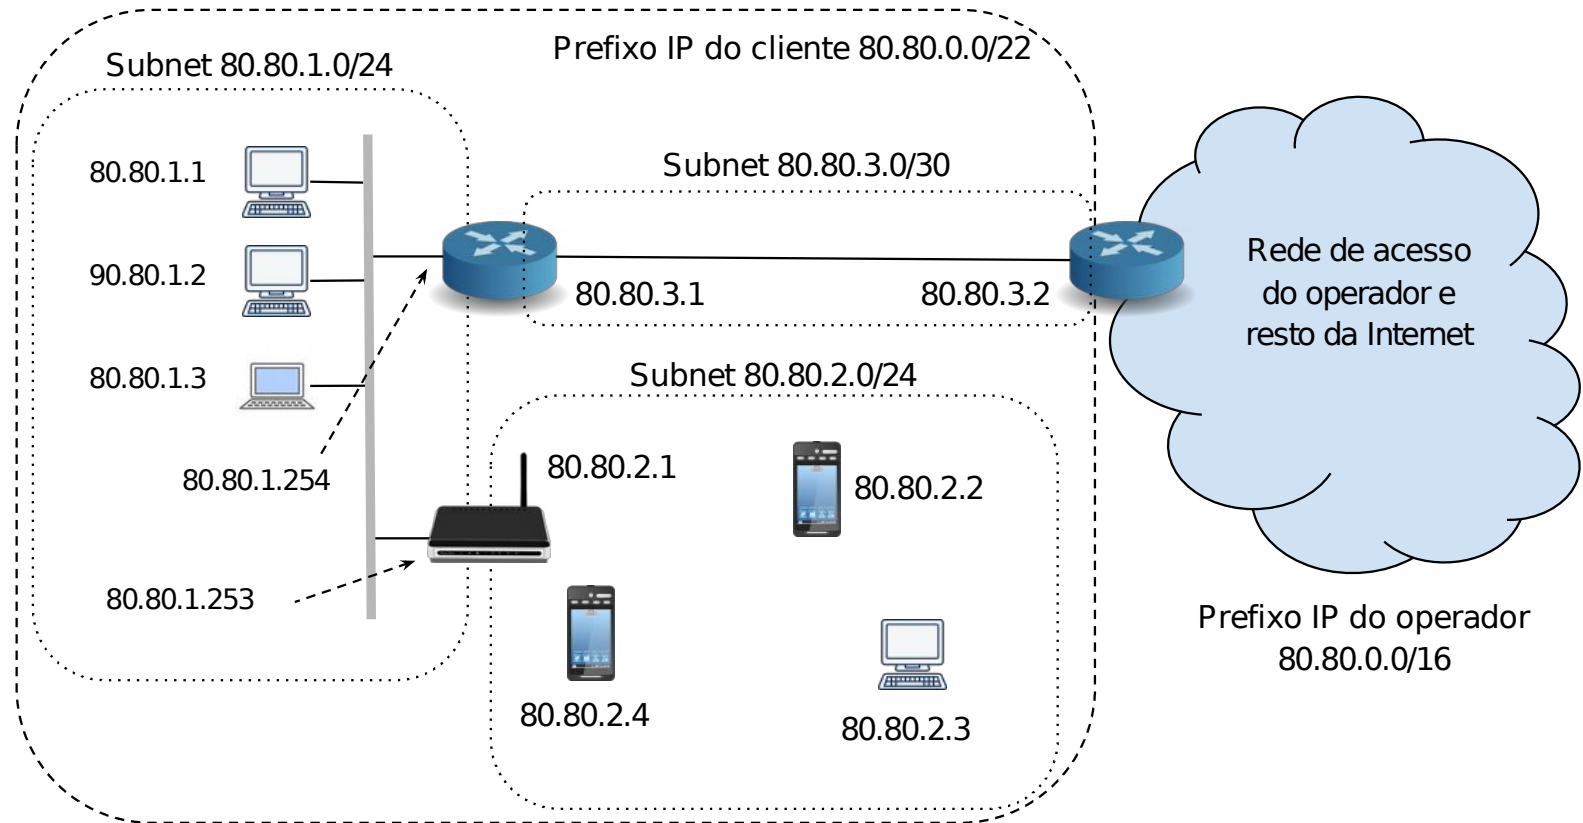 Prefixo IP do cliente 80.80.0.0/22
Subnet 80.80.1.0/24
80.80.1.1
90.80.1.2
80.80.1.3
80.80.1.254
80.80.1.253
Subnet 80.80.3.0/30
80.80.3.1
80.80.3.2
Subnet 80.80.2.0/24
80.80.2.1
80.80.2.2
80.80.2.4
80.80.2.3
Rede de acesso
do operador e
resto da Internet
Prefixo IP do operador
80.80.0.0/16